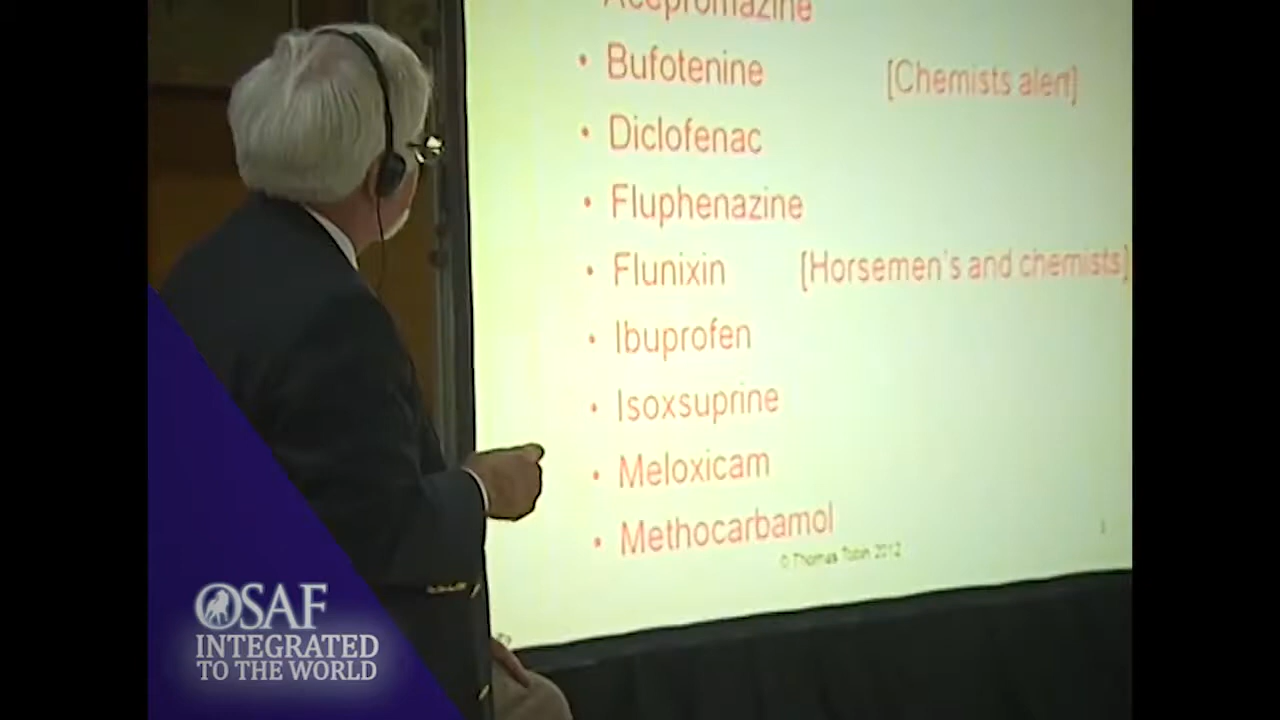 Acepromazine
• Bufotenine [Chemists alert]
• Diclofenac
• Fluphenazine
• Flunixin [Horsemen's and chemists]
• Ibuprofen
• Isoxsuprine
• Meloxicam
• Methocarbamol
© Thomas Tobin 2012
OSAF
INTEGRATED
TO THE WORLD